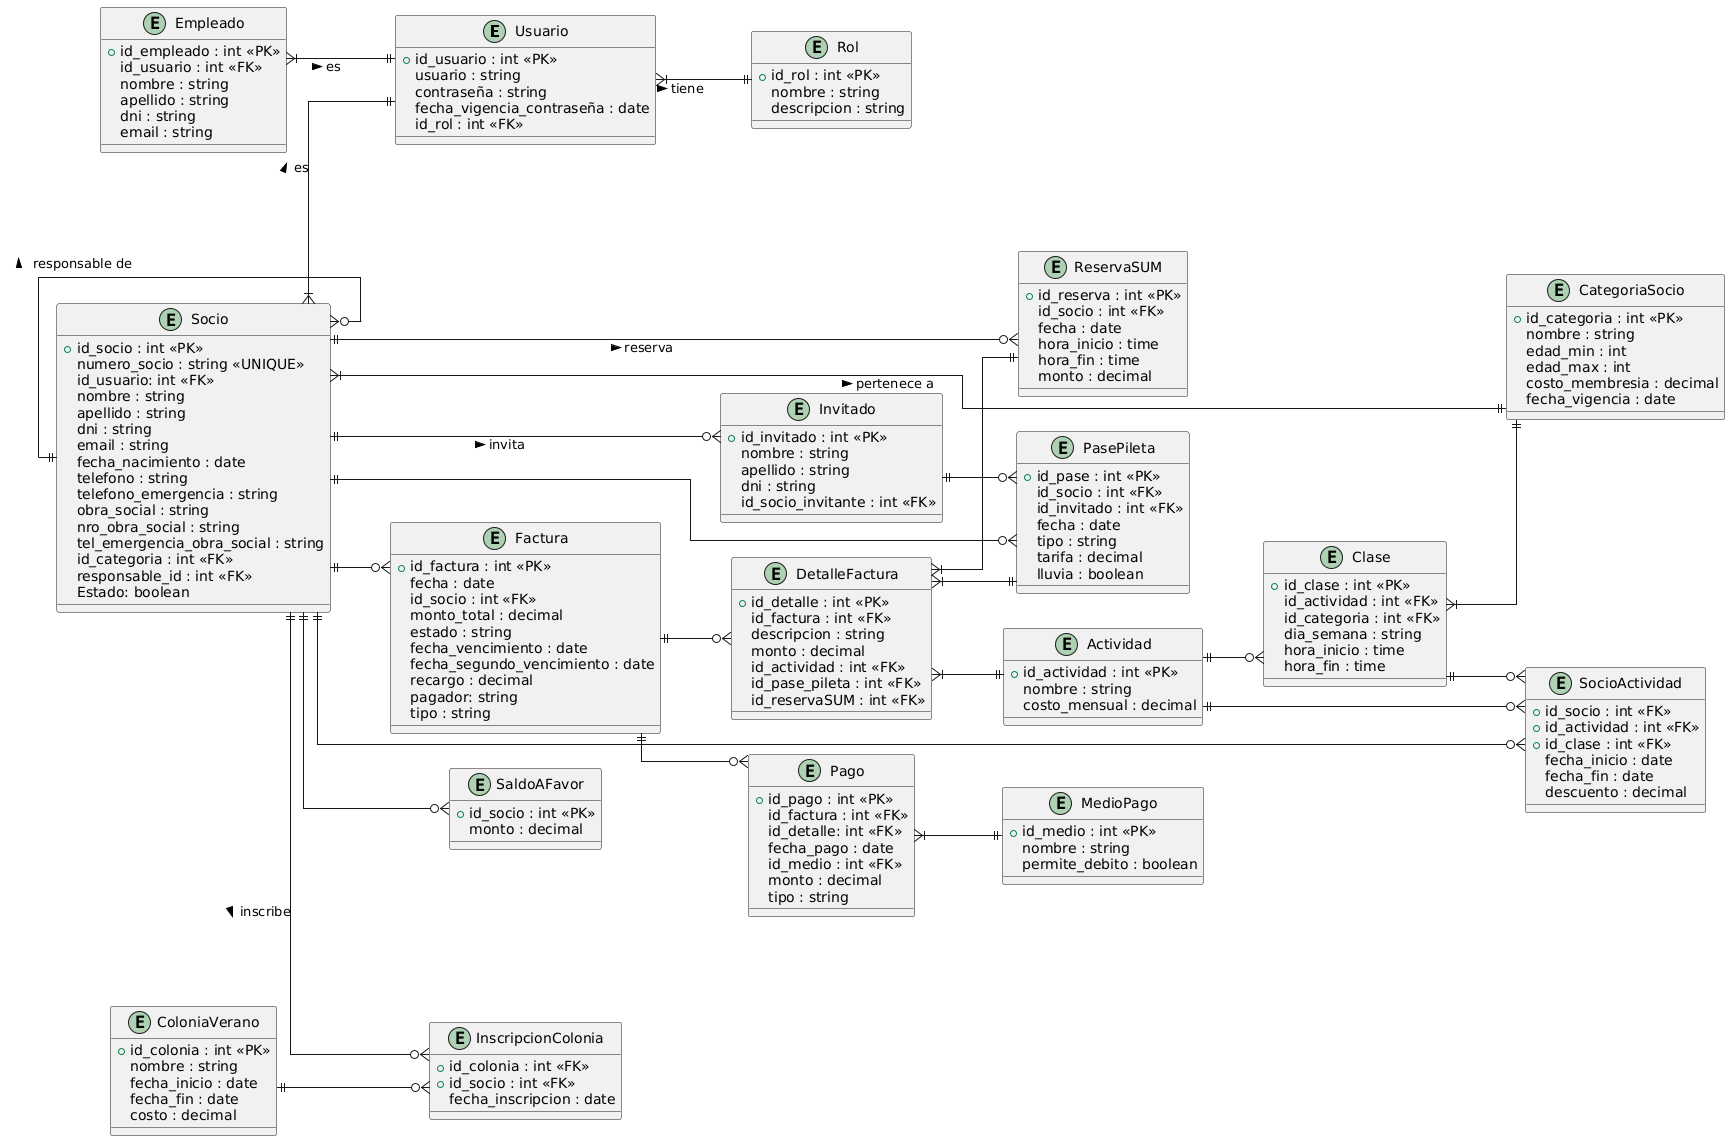 E Empleado
id_empleado : int «PK»
id_usuario : int «FK»
nombre : string
apellido : string
dni : string
email : string
es
E Usuario
id_usuario : int «PK»
usuario : string
contraseña : string
fecha_vigencia_contraseña : date
id_rol : int «FK»
tiene
E Rol
id_rol : int «PK»
nombre : string
descripcion : string
es
responsable de
E Socio
id_socio : int «PK»
numero_socio : string «UNIQUE»
id_usuario: int «FK»
nombre : string
apellido : string
dni : string
email : string
fecha_nacimiento : date
telefono : string
telefono_emergencia : string
obra_social : string
nro_obra_social : string
tel_emergencia_obra_social : string
id_categoria : int «FK»
responsable_id : int «FK»
Estado: boolean
reserva
E ReservaSUM
id_reserva : int «PK»
id_socio : int «FK»
fecha : date
hora_inicio : time
hora_fin : time
monto : decimal
pertenece a
E CategoriaSocio
id_categoria : int «PK»
nombre : string
edad_min : int
edad_max : int
costo_membresia : decimal
fecha_vigencia : date
invita
E Invitado
id_invitado : int «PK»
nombre : string
apellido : string
dni : string
id_socio_invitante : int «FK»
E PasePileta
id_pase : int «PK»
id_socio : int «FK»
id_invitado : int «FK»
fecha : date
tipo : string
tarifa : decimal
lluvia : boolean
E Factura
id_factura : int «PK»
fecha : date
id_socio : int «FK»
monto_total : decimal
estado : string
fecha_vencimiento : date
fecha_segundo_vencimiento : date
recargo : decimal
pagador: string
tipo : string
E DetalleFactura
id_detalle : int «PK»
id_factura : int «FK»
descripcion : string
monto : decimal
id_actividad : int «FK»
id_pase_pileta : int «FK»
id_reservaSUM : int «FK»
E Actividad
id_actividad : int «PK»
nombre : string
costo_mensual : decimal
E Clase
id_clase : int «PK»
id_actividad : int «FK»
id_categoria : int «FK»
dia_semana : string
hora_inicio : time
hora_fin : time
E SocioActividad
id_socio : int «FK»
id_actividad : int «FK»
id_clase : int «FK»
fecha_inicio : date
fecha_fin : date
descuento : decimal
E SaldoAFavor
id_socio : int «PK»
monto : decimal
E Pago
id_pago : int «PK»
id_factura : int «FK»
id_detalle: int «FK»
fecha_pago : date
id_medio : int «FK»
monto : decimal
tipo : string
E MedioPago
id_medio : int «PK»
nombre : string
permite_debito : boolean
inscribe
E ColoniaVerano
id_colonia : int «PK»
nombre : string
fecha_inicio : date
fecha_fin : date
costo : decimal
E InscripcionColonia
id_colonia : int «FK»
id_socio : int «FK»
fecha_inscripcion : date